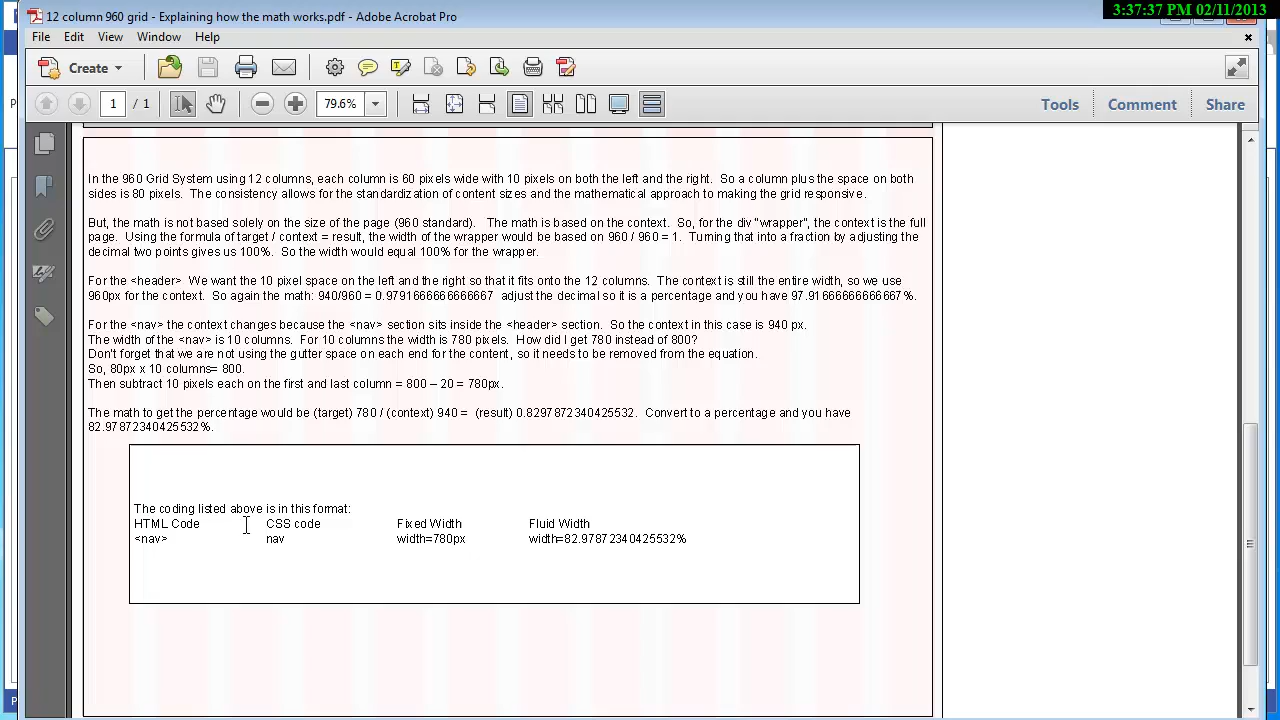 12 column 960 grid - Explaining how the math works.pdf - Adobe Acrobat Pro
3:37:37 PM 02/11/2013
File Edit View Window Help
Create
1 / 1 79.6% Tools Comment Share
In the 960 Grid System using 12 columns, each column is 60 pixels wide with 10 pixels on both the left and the right. So a column plus the space on both
sides is 80 pixels. The consistency allows for the standardization of content sizes and the mathematical approach to making the grid responsive.
But, the math is not based solely on the size of the page (960 standard). The math is based on the context. So, for the div "wrapper", the context is the full
page. Using the formula of target / context = result, the width of the wrapper would be based on 960 / 960 = 1. Turning that into a fraction by adjusting the
decimal two points gives us 100%. So the width would equal 100% for the wrapper.
For the <header> We want the 10 pixel space on the left and the right so that it fits onto the 12 columns. The context is still the entire width, so we use
960px for the context. So again the math: 940/960 = 0.9791666666666667 adjust the decimal so it is a percentage and you have 97.91666666666667%.
For the <nav> the context changes because the <nav> section sits inside the <header> section. So the context in this case is 940 px.
The width of the <nav> is 10 columns. For 10 columns the width is 780 pixels. How did I get 780 instead of 800?
Don't forget that we are not using the gutter space on each end for the content, so it needs to be removed from the equation.
So, 80px x 10 columns= 800.
Then subtract 10 pixels each on the first and last column = 800 – 20 = 780px.
The math to get the percentage would be (target) 780 / (context) 940 = (result) 0.8297872340425532. Convert to a percentage and you have
82.97872340425532%.
The coding listed above is in this format:
HTML Code CSS code Fixed Width Fluid Width
<nav> nav width=780px width=82.97872340425532%